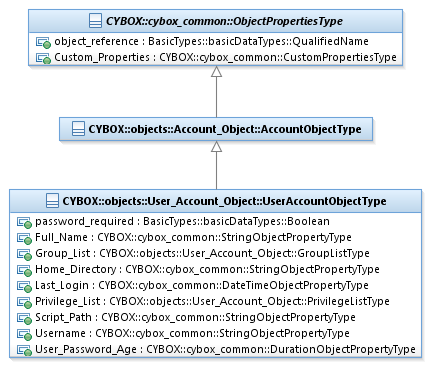 CYBOX::cybox_common::ObjectPropertiesType
object_reference : BasicTypes::basicDataTypes::QualifiedName
Custom_Properties : CYBOX::cybox_common::CustomPropertiesType
CYBOX::objects::Account_Object::AccountObjectType
CYBOX::objects::User_Account_Object::UserAccountObjectType
password_required : BasicTypes::basicDataTypes::Boolean
Full_Name : CYBOX::cybox_common::StringObjectPropertyType
Group_List : CYBOX::objects::User_Account_Object::GroupListType
Home_Directory : CYBOX::cybox_common::StringObjectPropertyType
Last_Login : CYBOX::cybox_common::DateTimeObjectPropertyType
Privilege_List : CYBOX::objects::User_Account_Object::PrivilegeListType
Script_Path : CYBOX::cybox_common::StringObjectPropertyType
Username : CYBOX::cybox_common::StringObjectPropertyType
User_Password_Age : CYBOX::cybox_common::DurationObjectPropertyType